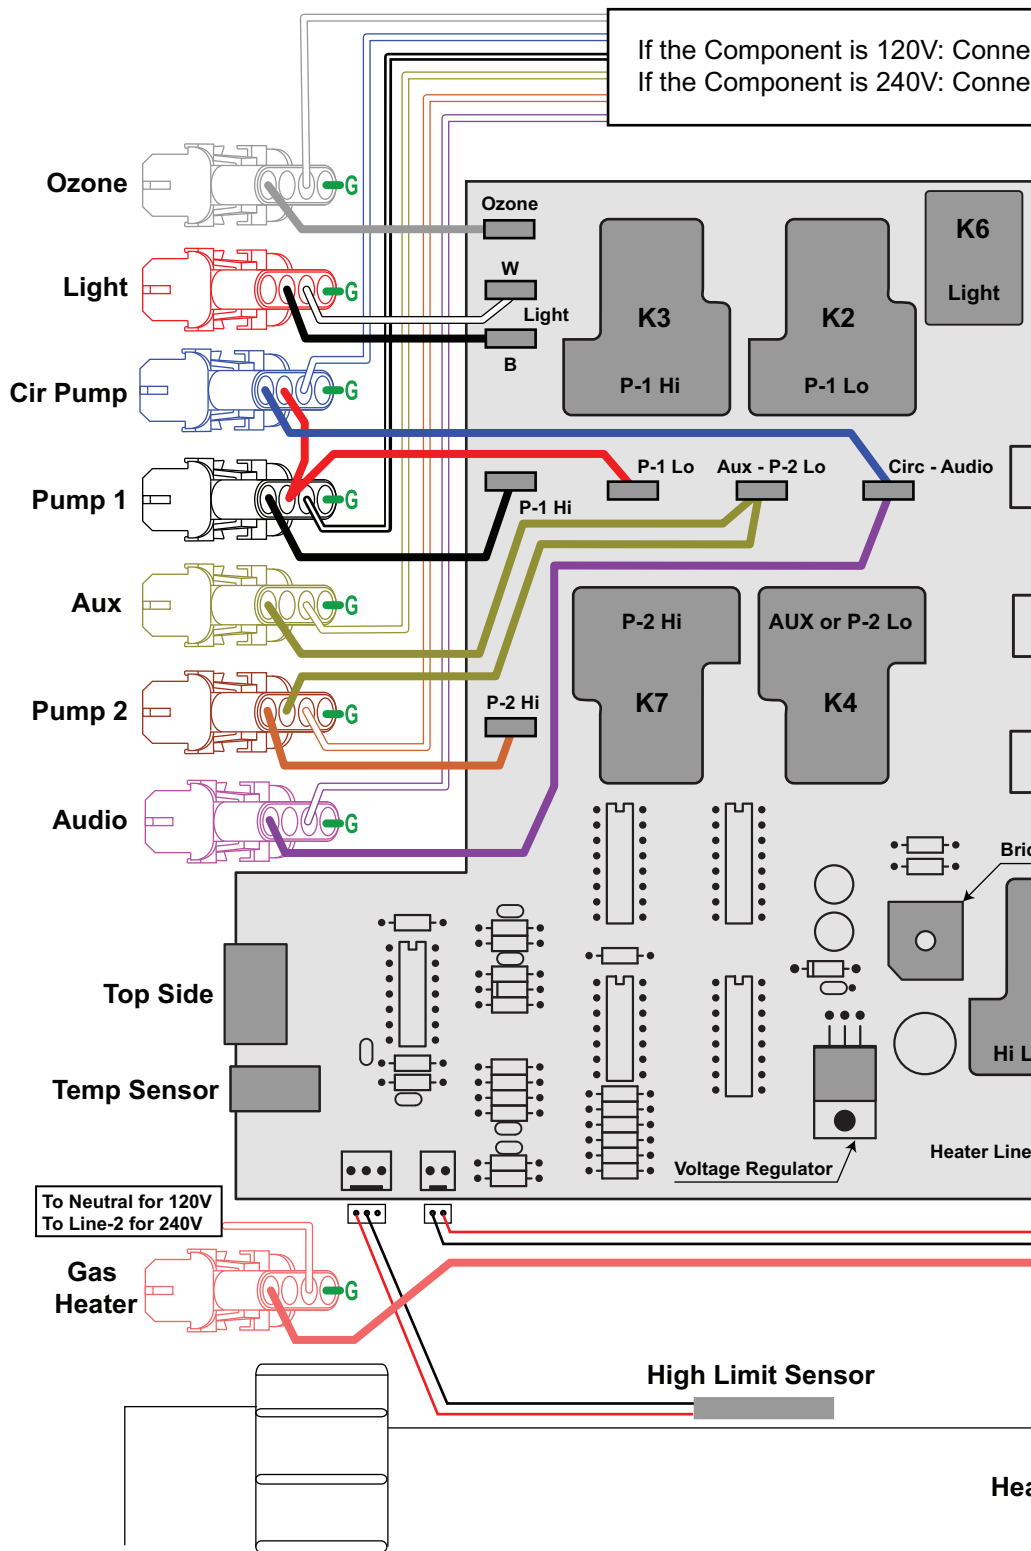 If the Component is 120V: Conne
If the Component is 240V: Conne
Ozone
G
Ozone
K6
Light
Light
G
W
Light
B
K3
P-1 Hi
K2
P-1 Lo
Cir Pump
G
P-1 Lo
Aux - P-2 Lo
Circ - Audio
Pump 1
G
P-1 Hi
Aux
G
P-2 Hi
K7
AUX or P-2 Lo
K4
Pump 2
G
P-2 Hi
Audio
G
Bric
Top Side
Hi L
Temp Sensor
Voltage Regulator
Heater Line
To Neutral for 120V
To Line-2 for 240V
Gas
Heater
G
High Limit Sensor
Hea